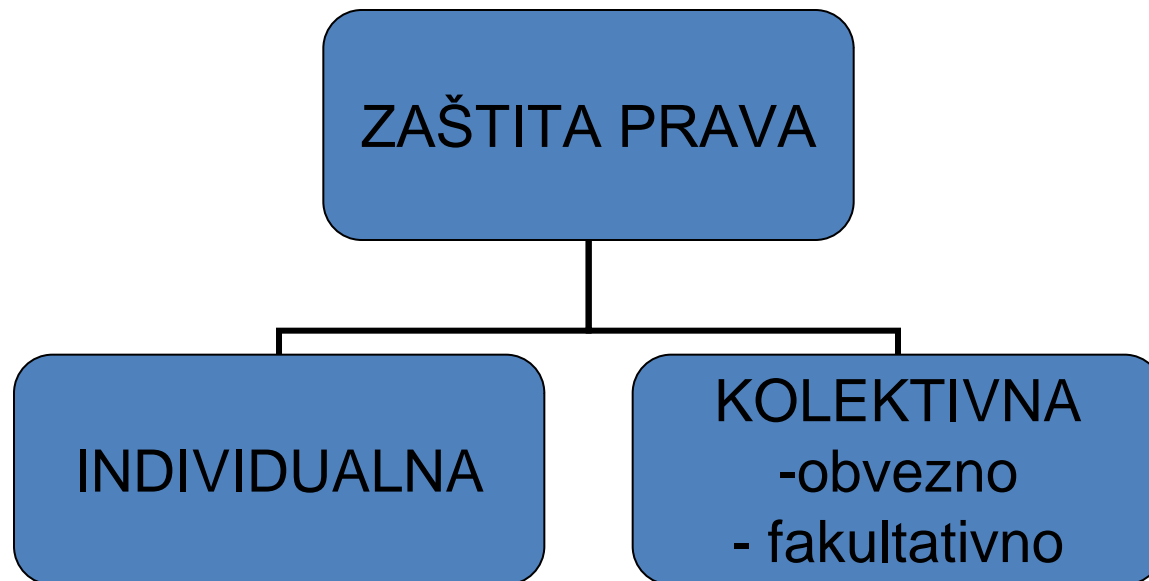 ZAŠTITA PRAVA
INDIVIDUALNA
KOLEKTIVNA
-obvezno
- fakultativno